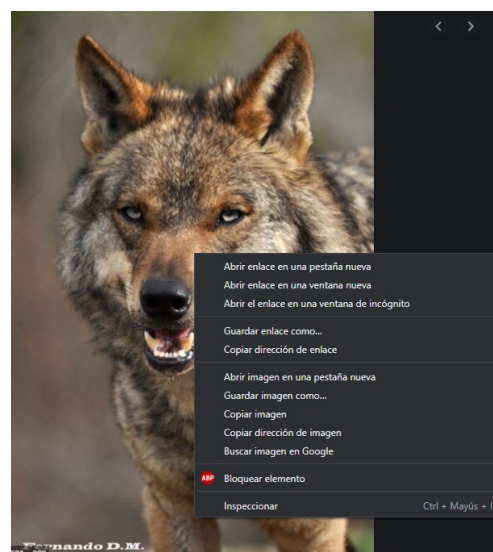 Abrir enlace en una pestaña nueva
Abrir enlace en una ventana nueva
Abrir el enlace en una ventana de incógnito
Guardar enlace como...
Copiar dirección de enlace
Abrir imagen en una pestaña nueva
Guardar imagen como...
Copiar imagen
Copiar dirección de imagen
Buscar imagen en Google
ABP Bloquear elemento
Inspeccionar Ctrl + Mayús + I
Fernando D.M.